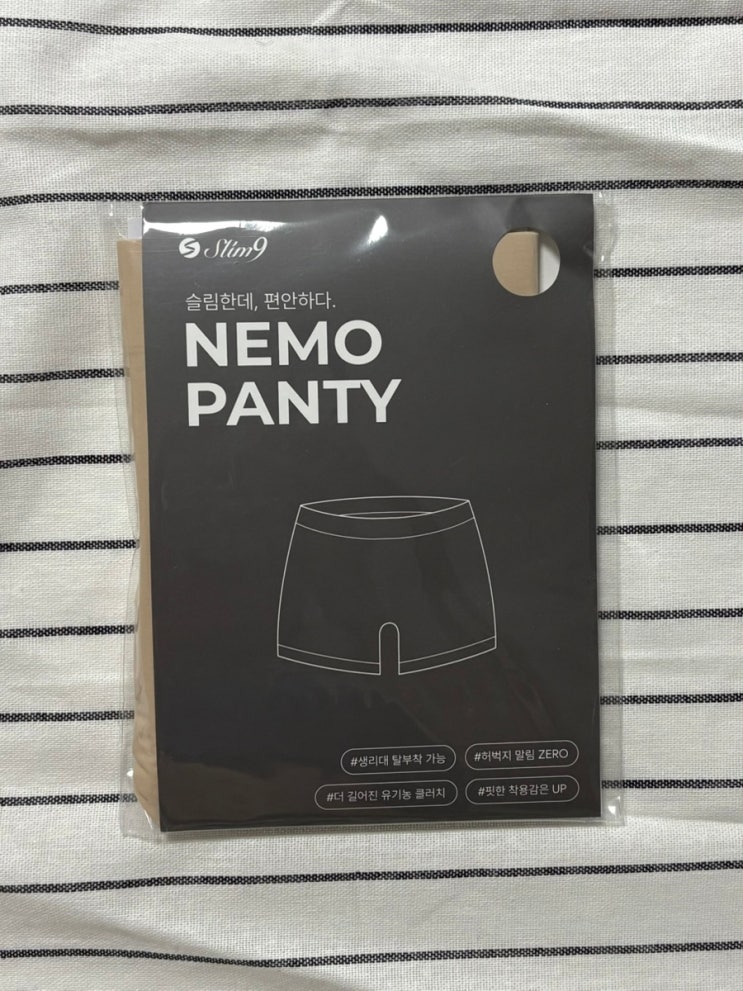 Slim9
슬림한데, 편안하다.
NEMO
PANTY
#생리대 탈부착 가능
#허벅지 말림 ZERO
#더 길어진 유기농 클러치
#핏한 착용감은 UP